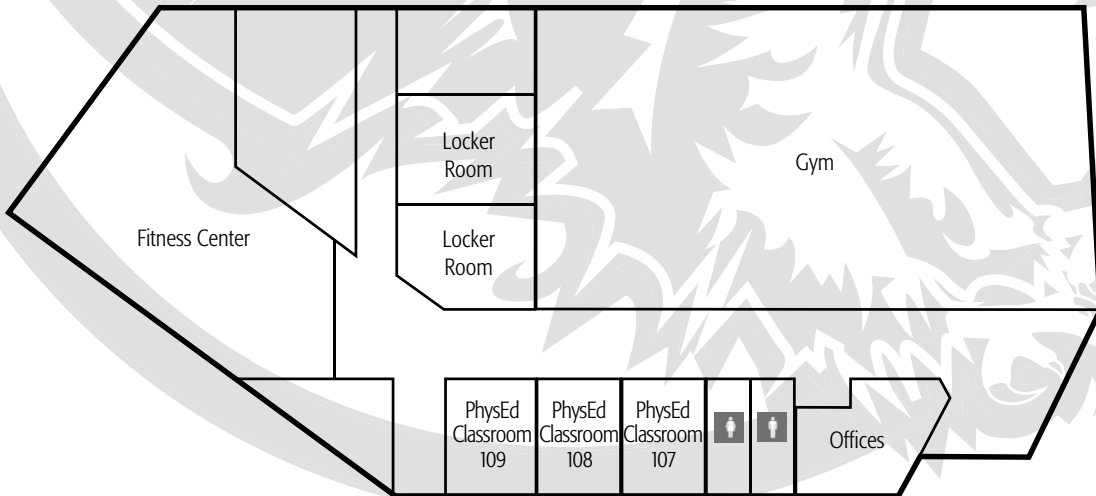 Locker
Room
Gym
Fitness Center
Locker
Room
PhysEd
Classroom
109
PhysEd
Classroom
108
PhysEd
Classroom
107
Offices